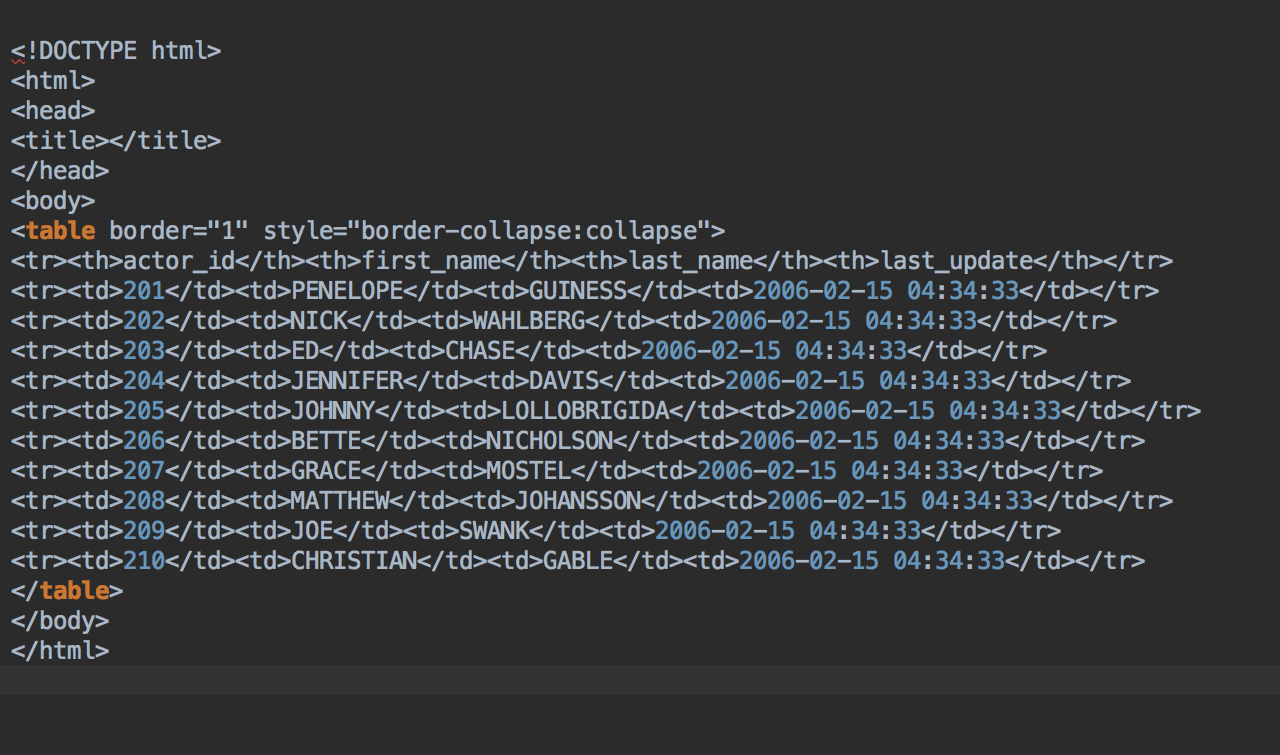 <!DOCTYPE html>
<html>
<head>
<title></title>
</head>
<body>
<table border="1" style="border-collapse:collapse">
<tr><th>actor_id</th><th>first_name</th><th>last_name</th><th>last_update</th></tr>
<tr><td>201</td><td>PENELOPE</td><td>GUINESS</td><td>2006-02-15 04:34:33</td></tr>
<tr><td>202</td><td>NICK</td><td>WAHLBERG</td><td>2006-02-15 04:34:33</td></tr>
<tr><td>203</td><td>ED</td><td>CHASE</td><td>2006-02-15 04:34:33</td></tr>
<tr><td>204</td><td>JENNIFER</td><td>DAVIS</td><td>2006-02-15 04:34:33</td></tr>
<tr><td>205</td><td>JOHNNY</td><td>LOLLOBRIGIDA</td><td>2006-02-15 04:34:33</td></tr>
<tr><td>206</td><td>BETTE</td><td>NICHOLSON</td><td>2006-02-15 04:34:33</td></tr>
<tr><td>207</td><td>GRACE</td><td>MOSTEL</td><td>2006-02-15 04:34:33</td></tr>
<tr><td>208</td><td>MATTHEW</td><td>JOHANSSON</td><td>2006-02-15 04:34:33</td></tr>
<tr><td>209</td><td>JOE</td><td>SWANK</td><td>2006-02-15 04:34:33</td></tr>
<tr><td>210</td><td>CHRISTIAN</td><td>GABLE</td><td>2006-02-15 04:34:33</td></tr>
</table>
</body>
</html>